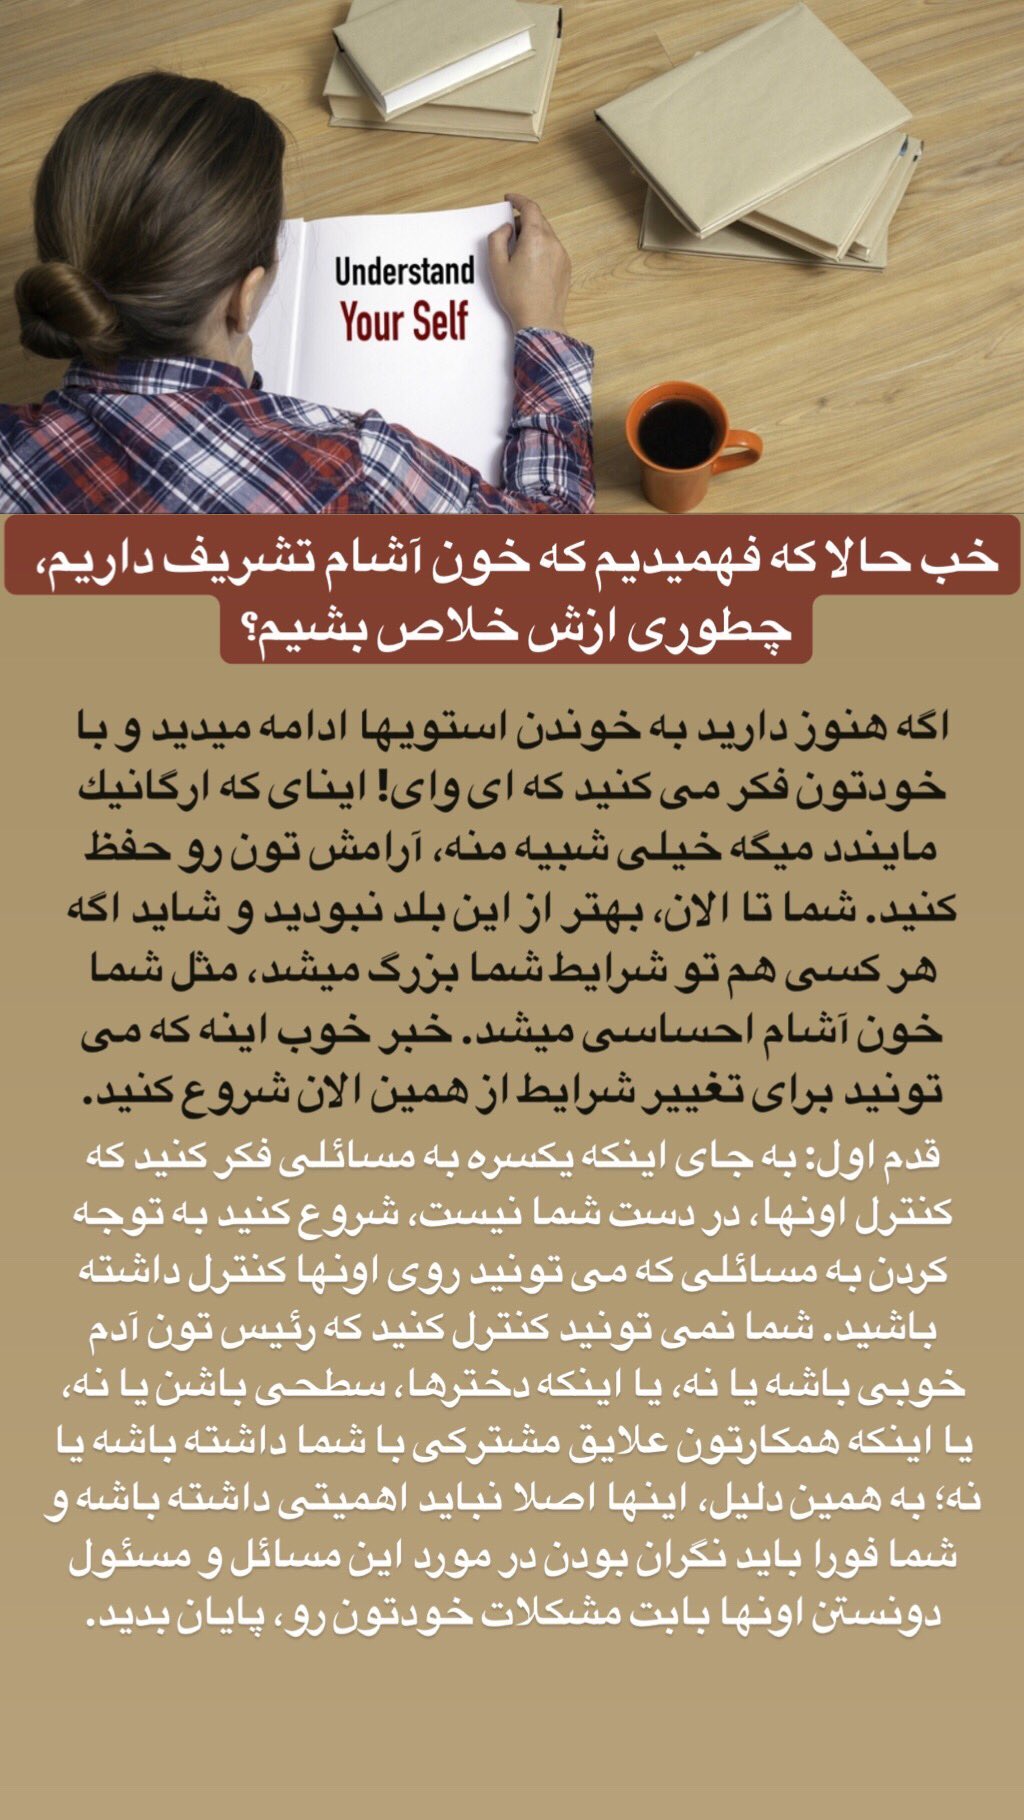 Understand
Your Self
خب حالا که فهمیدیم که خون آشام تشریف داریم،
چطوری ازش خلاص بشیم؟
اگه هنوز دارید به خوندن استویها ادامه میدید و با
خودتون فکر می کنید که ای وای! اینای که ارگانیك
مایندد میگه خیلی شبیه منه، آرامش تون رو حفظ
کنید. شما تا الان، بهتر از این بلد نبودید و شاید اگه
هر کسی هم تو شرایط شما بزرگ میشد، مثل شما
خون آشام احساسی میشد. خبر خوب اینه که می
تونید برای تغییر شرایط از همین الان شروع کنید.
قدم اول: به جای اینکه یکسره به مسائلی فکر کنید که
کنترل اونها، در دست شما نیست، شروع کنید به توجه
کردن به مسائلی که می تونید روی اونها کنترل داشته
باشید. شما نمی تونید کنترل کنید که رئیس تون آدم
خوبی باشه یا نه، یا اینکه دخترها، سطحی باشن یا نه،
یا اینکه همکارتون علایق مشترکی با شما داشته باشه یا
نه؛ به همین دلیل، اینها اصلا نباید اهمیتی داشته باشه و
شما فورا باید نگران بودن در مورد این مسائل و مسئول
دونستن اونها بابت مشکلات خودتون رو، پایان بدید.